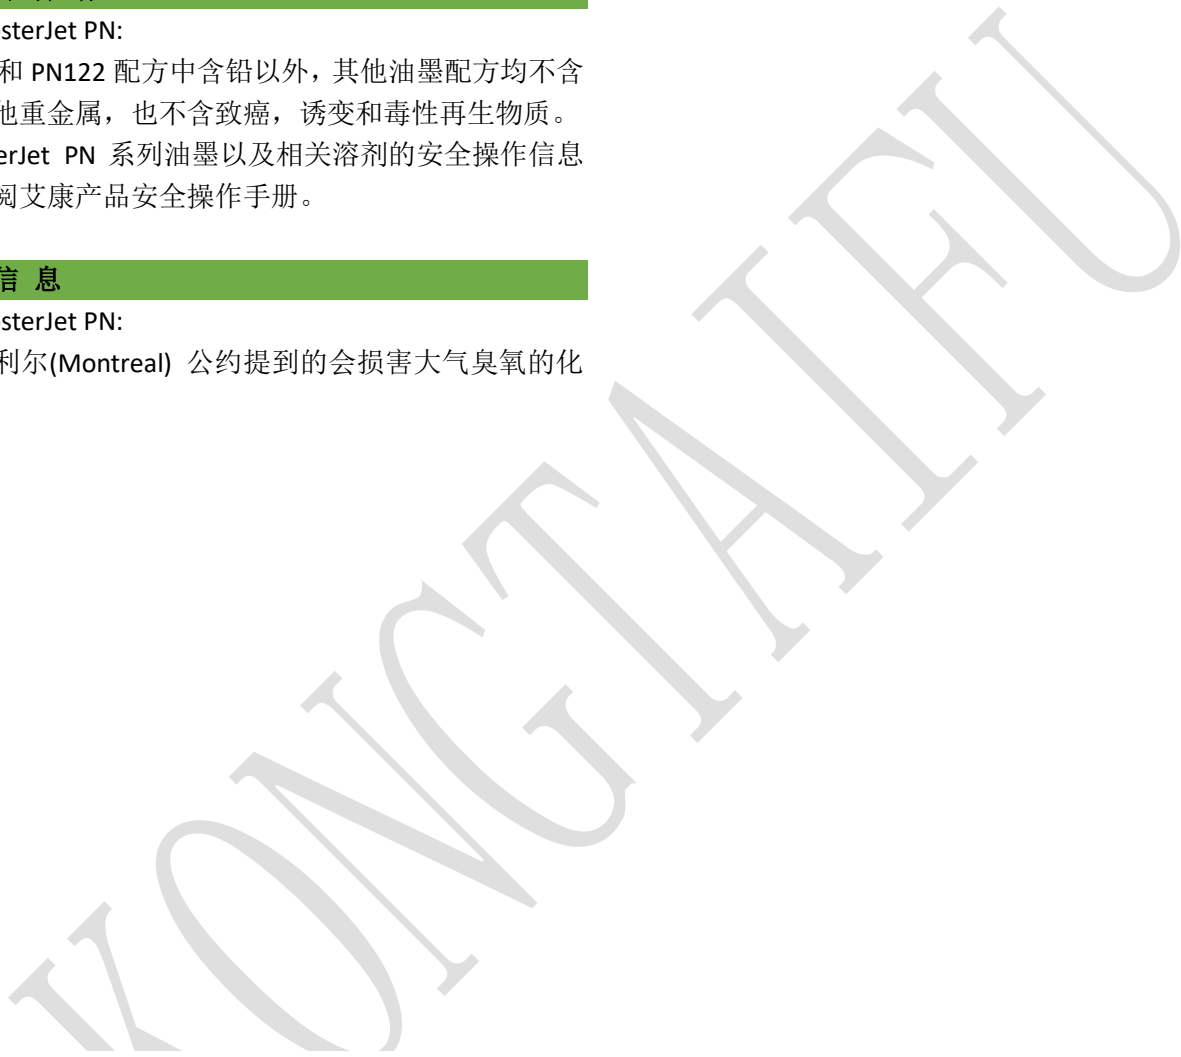 sterJet PN:
和 PN122 配方中含铅以外，其他油墨配方均不含
他重金属，也不含致癌，诱变和毒性再生物质。
erJet PN 系列油墨以及相关溶剂的安全操作信息
阅艾康产品安全操作手册。
信 息
sterJet PN:
利尔(Montreal) 公约提到的会损害大气臭氧的化
KONGTAIFU